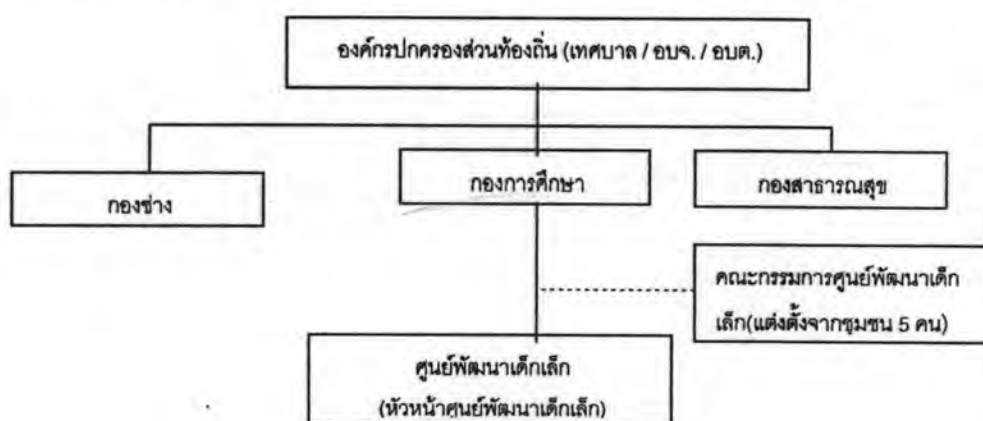 องค์กรปกครองส่วนท้องถิ่น (เทศบาล / อบจ. / อบต.)
กองช่าง
กองการศึกษา
กองสาธารณสุข
คณะกรรมการศูนย์พัฒนาเด็ก
เล็ก(แต่งตั้งจากชุมชน 5 คน)
ศูนย์พัฒนาเด็กเล็ก
(หัวหน้าศูนย์พัฒนาเด็กเล็ก)